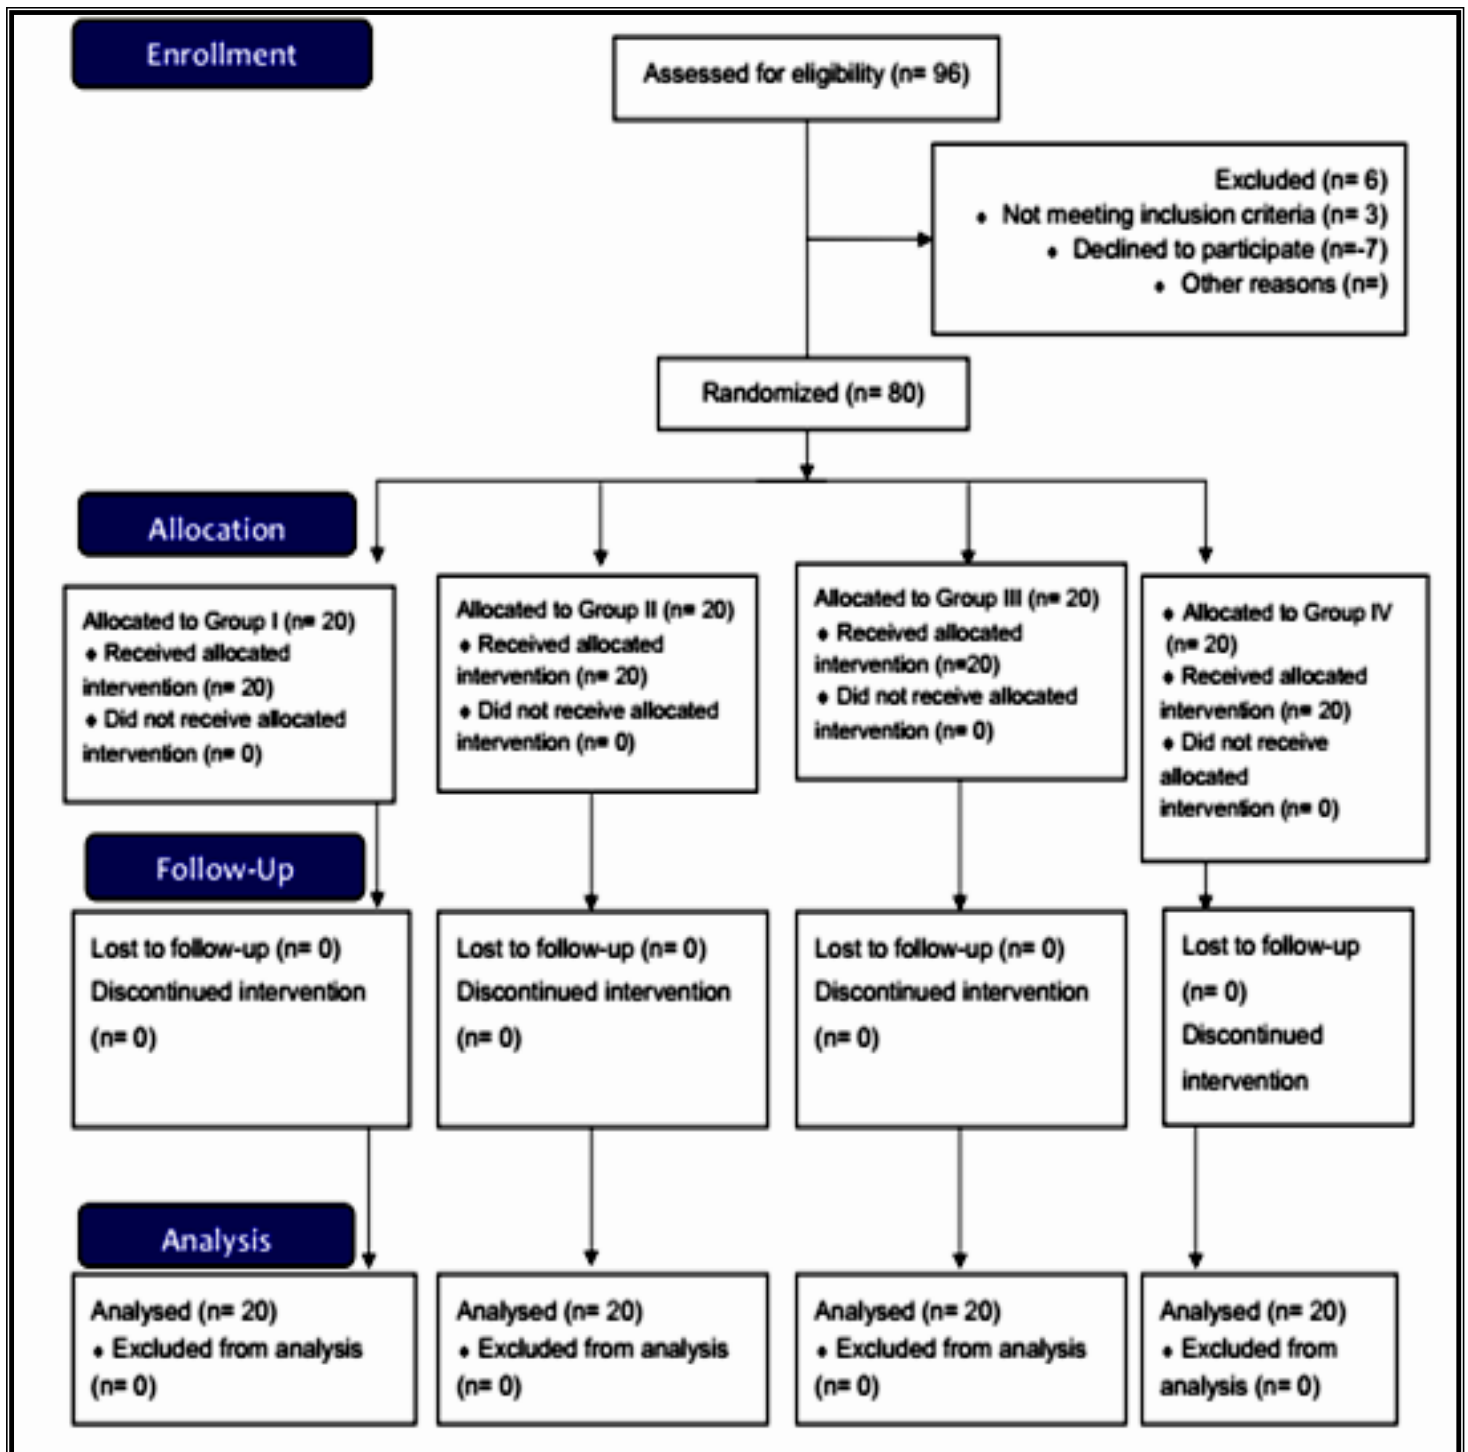 Enrollment
Assessed for eligibility (n= 96)
Excluded (n= 6)
♦ Not meeting inclusion criteria (n= 3)
♦ Declined to participate (n=-7)
♦ Other reasons (n=)
Randomized (n= 80)
Allocation
Allocated to Group I (n= 20)
♦ Received allocated
intervention (n= 20)
♦ Did not receive allocated
intervention (n= 0)
Allocated to Group II (n= 20)
♦ Received allocated
intervention (n= 20)
♦ Did not receive allocated
intervention (n= 0)
Allocated to Group III (n= 20)
♦ Received allocated
intervention (n=20)
♦ Did not receive allocated
intervention (n= 0)
♦ Allocated to Group IV
(n= 20)
♦ Received allocated
intervention (n= 20)
♦ Did not receive
allocated
intervention (n= 0)
Follow-Up
Lost to follow-up (n= 0)
Discontinued intervention
(n= 0)
Lost to follow-up (n= 0)
Discontinued intervention
(n= 0)
Lost to follow-up (n= 0)
Discontinued intervention
(n= 0)
Lost to follow-up
(n= 0)
Discontinued
intervention
Analysis
Analysed (n= 20)
♦ Excluded from analysis
(n= 0)
Analysed (n= 20)
♦ Excluded from analysis
(n= 0)
Analysed (n= 20)
♦ Excluded from analysis
(n= 0)
Analysed (n= 20)
♦ Excluded from
analysis (n= 0)